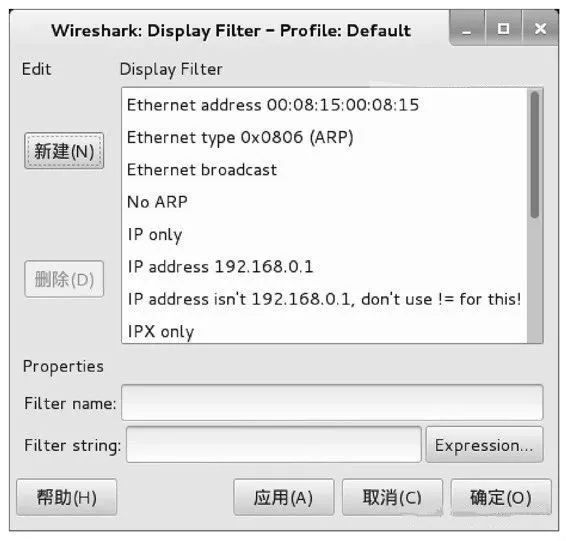 Wireshark: Display Filter – Profile: Default
Edit Display Filter
Ethernet address 00:08:15:00:08:15
新建(N)
Ethernet type 0x0806 (ARP)
Ethernet broadcast
No ARP
IP only
删除(D)
IP address 192.168.0.1
IP address isn't 192.168.0.1, don't use != for this!
IPX only
Properties
Filter name:
Filter string: Expression...
帮助(H) 应用(A) 取消(C) 确定(O)